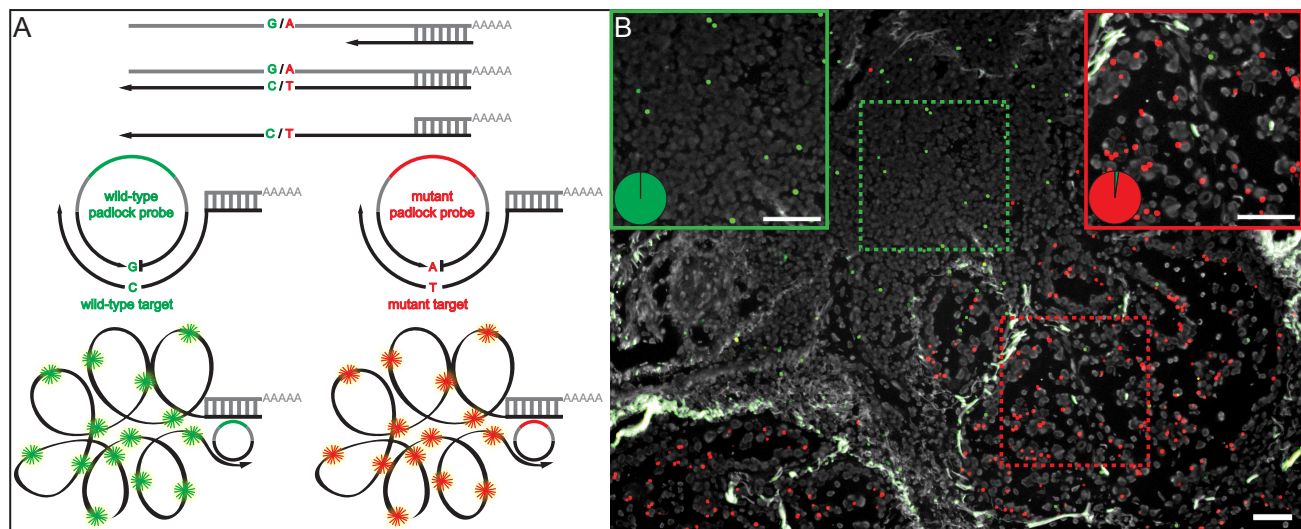 A
G/A
AAAAA
G/A
AAAAA
C/T
C/T
AAAAA
wild-type
padlock probe
AAAAA
G
C
wild-type target
mutant
padlock probe
AAAAA
A
T
mutant target
AAAAA
AAAAA
B